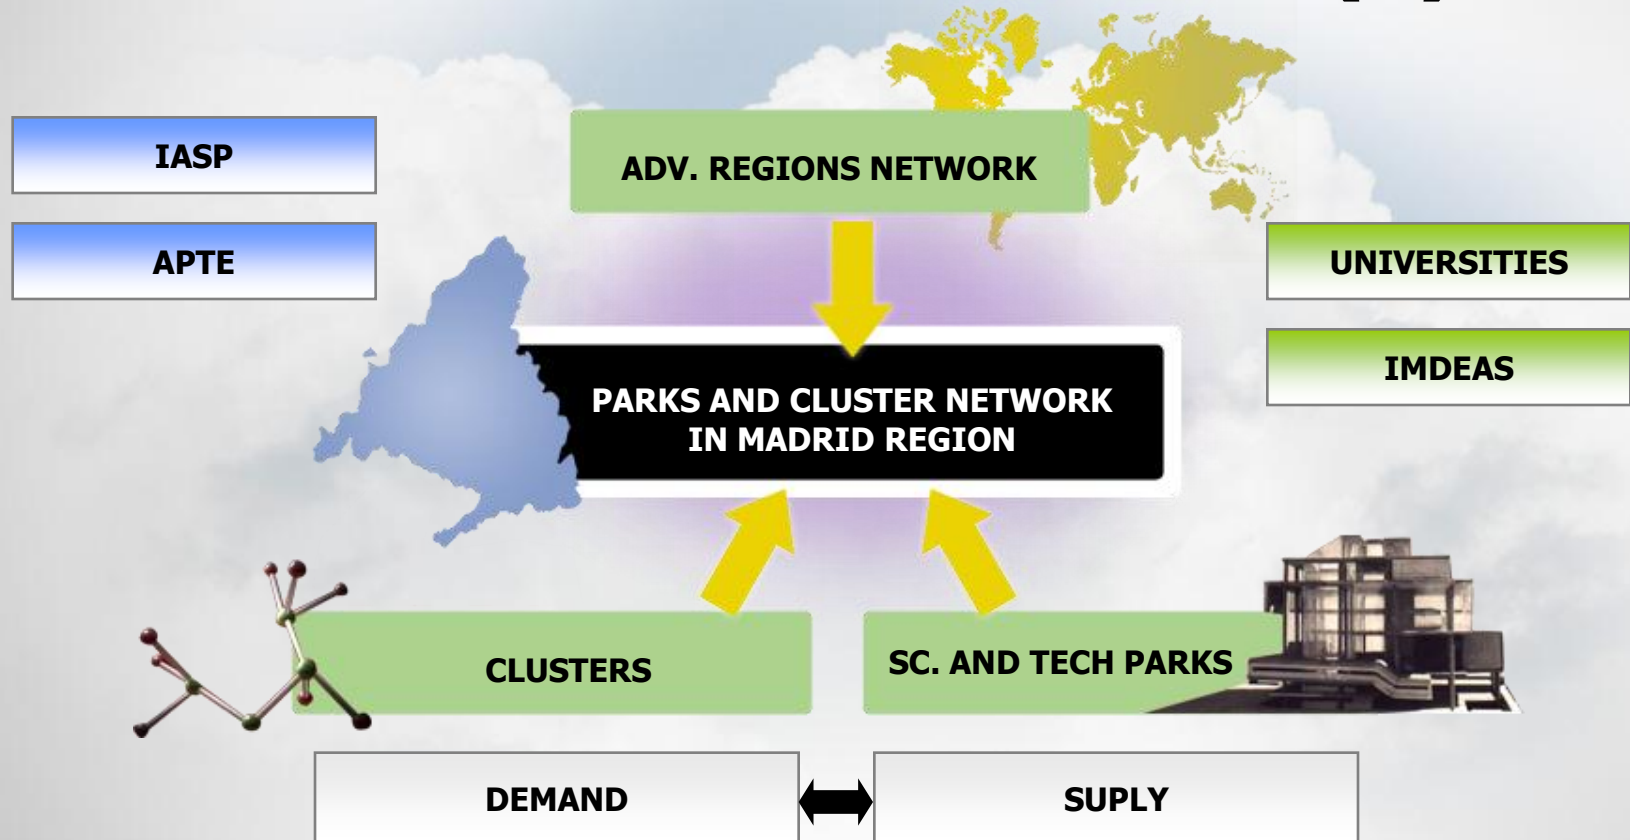 IASP
ADV. REGIONS NETWORK
APTE
UNIVERSITIES
IMDEAS
PARKS AND CLUSTER NETWORK
IN MADRID REGION
CLUSTERS
SC. AND TECH PARKS
DEMAND
SUPLY